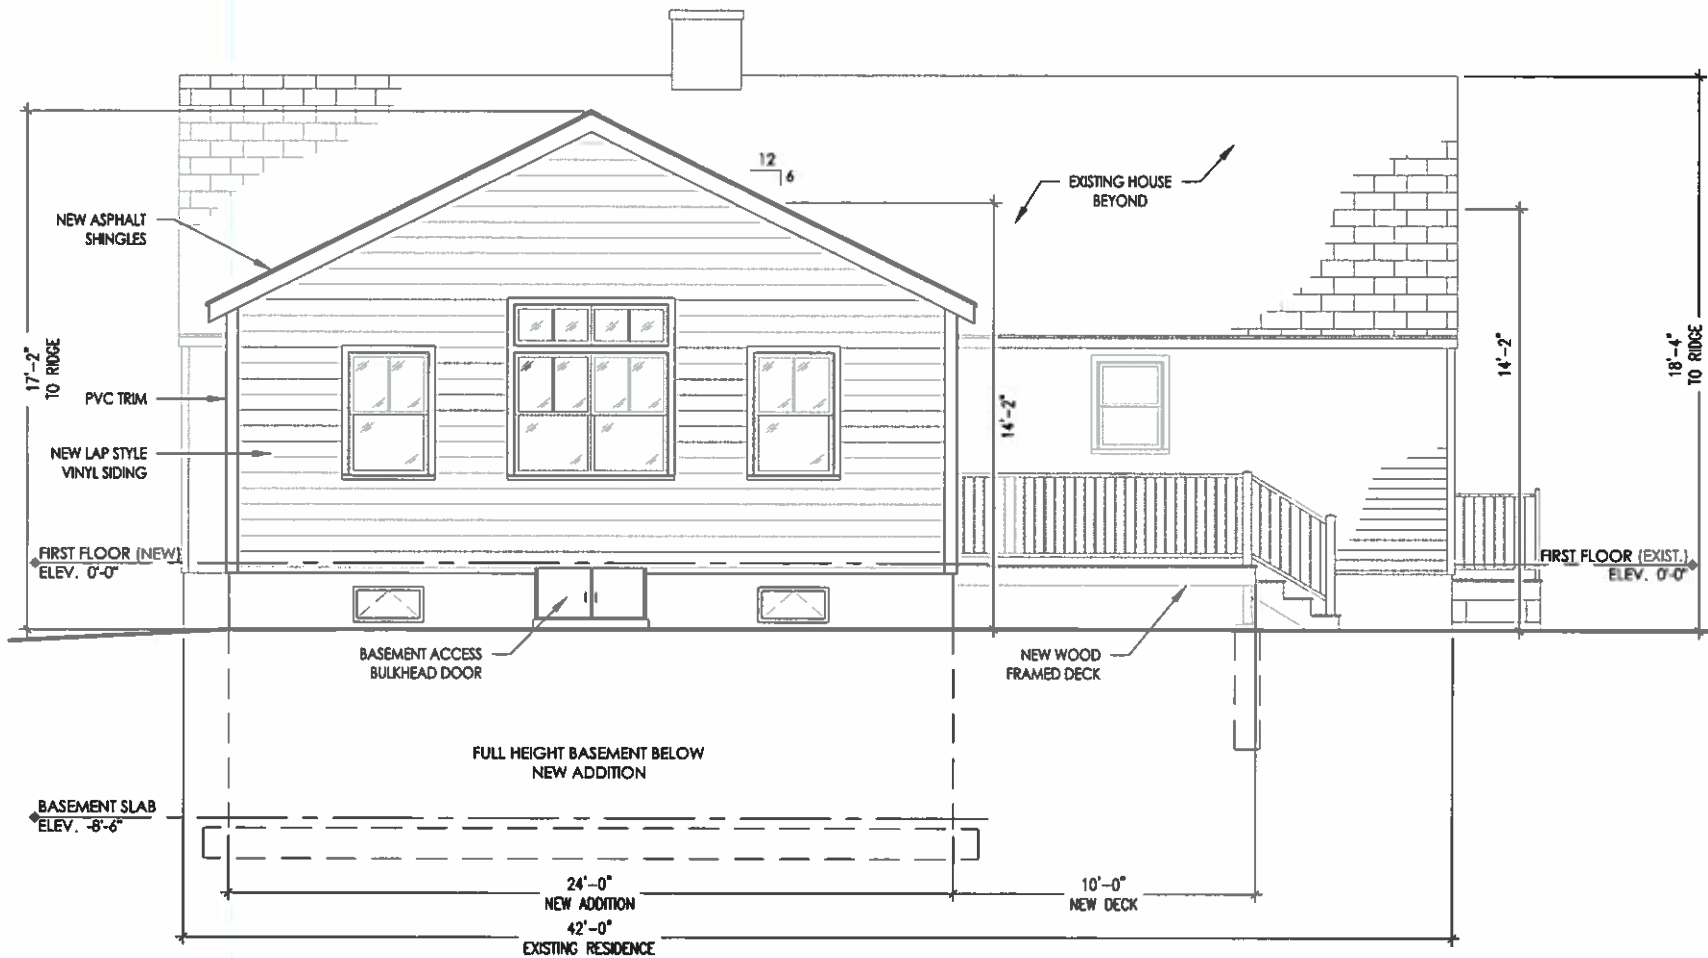 12
6
EXISTING HOUSE
BEYOND
NEW ASPHALT
SHINGLES
17'-2"
TO RIDGE
14'-2"
18'-4"
TO RIDGE
PVC TRIM
14'-2"
NEW LAP STYLE
VINYL SIDING
FIRST FLOOR (NEW)
ELEV. 0'-0"
FIRST FLOOR (EXIST.)
ELEV. 0'-0"
BASEMENT ACCESS
BULKHEAD DOOR
NEW WOOD
FRAMED DECK
FULL HEIGHT BASEMENT BELOW
NEW ADDITION
BASEMENT SLAB
ELEV. -8'-6"
24'-0"
NEW ADDITION
10'-0"
NEW DECK
42'-0"
EXISTING RESIDENCE